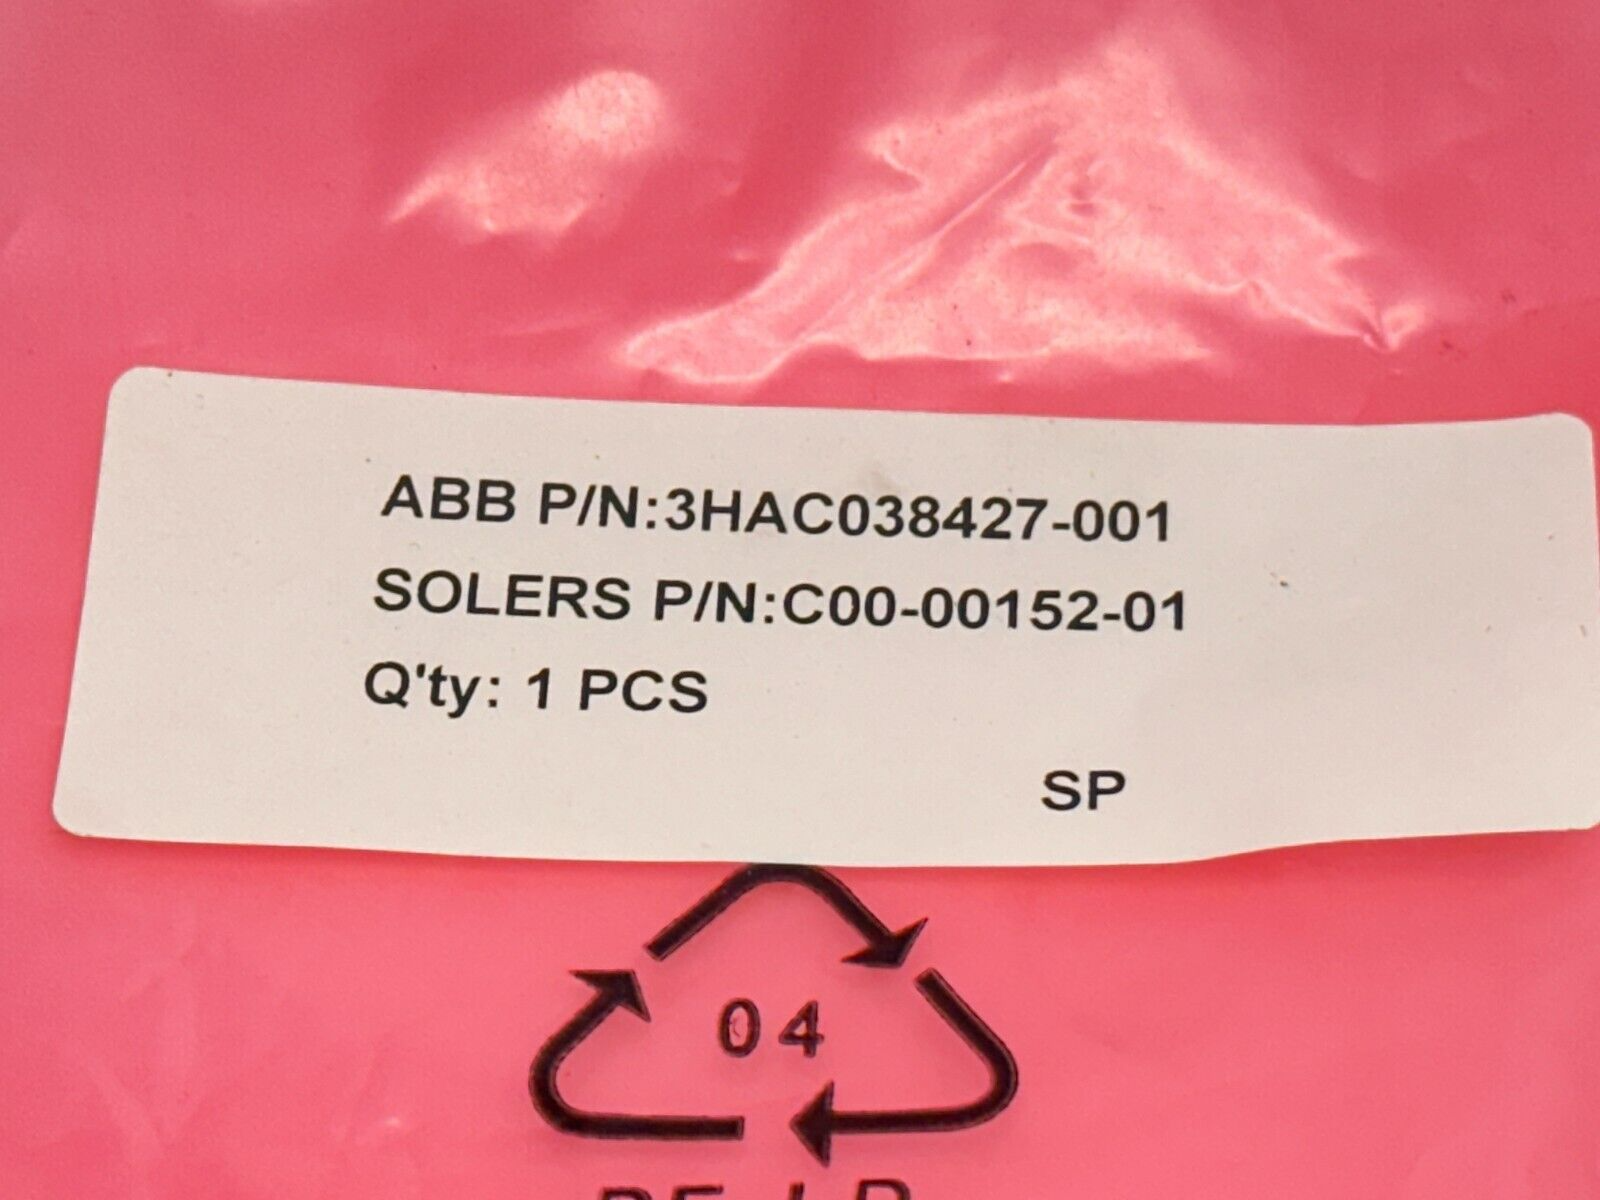 ABB P/N:3HAC038427-001
SOLERS P/N:C00-00152-01
Q'ty: 1 PCS
SP
04